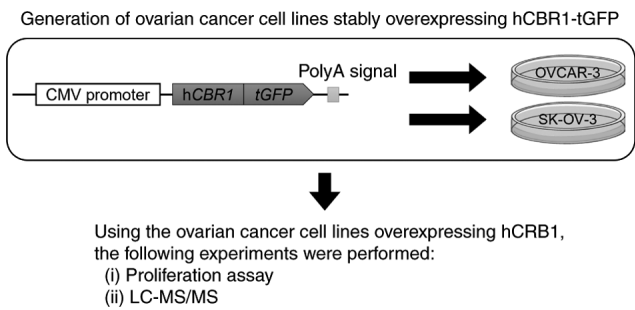 Generation of ovarian cancer cell lines stably overexpressing hCBR1-tGFP
PolyA signal
CMV promoter
hCBR1
tGFP
OVCAR-3
SK-OV-3
Using the ovarian cancer cell lines overexpressing hCRB1,
the following experiments were performed:
(i) Proliferation assay
(ii) LC-MS/MS